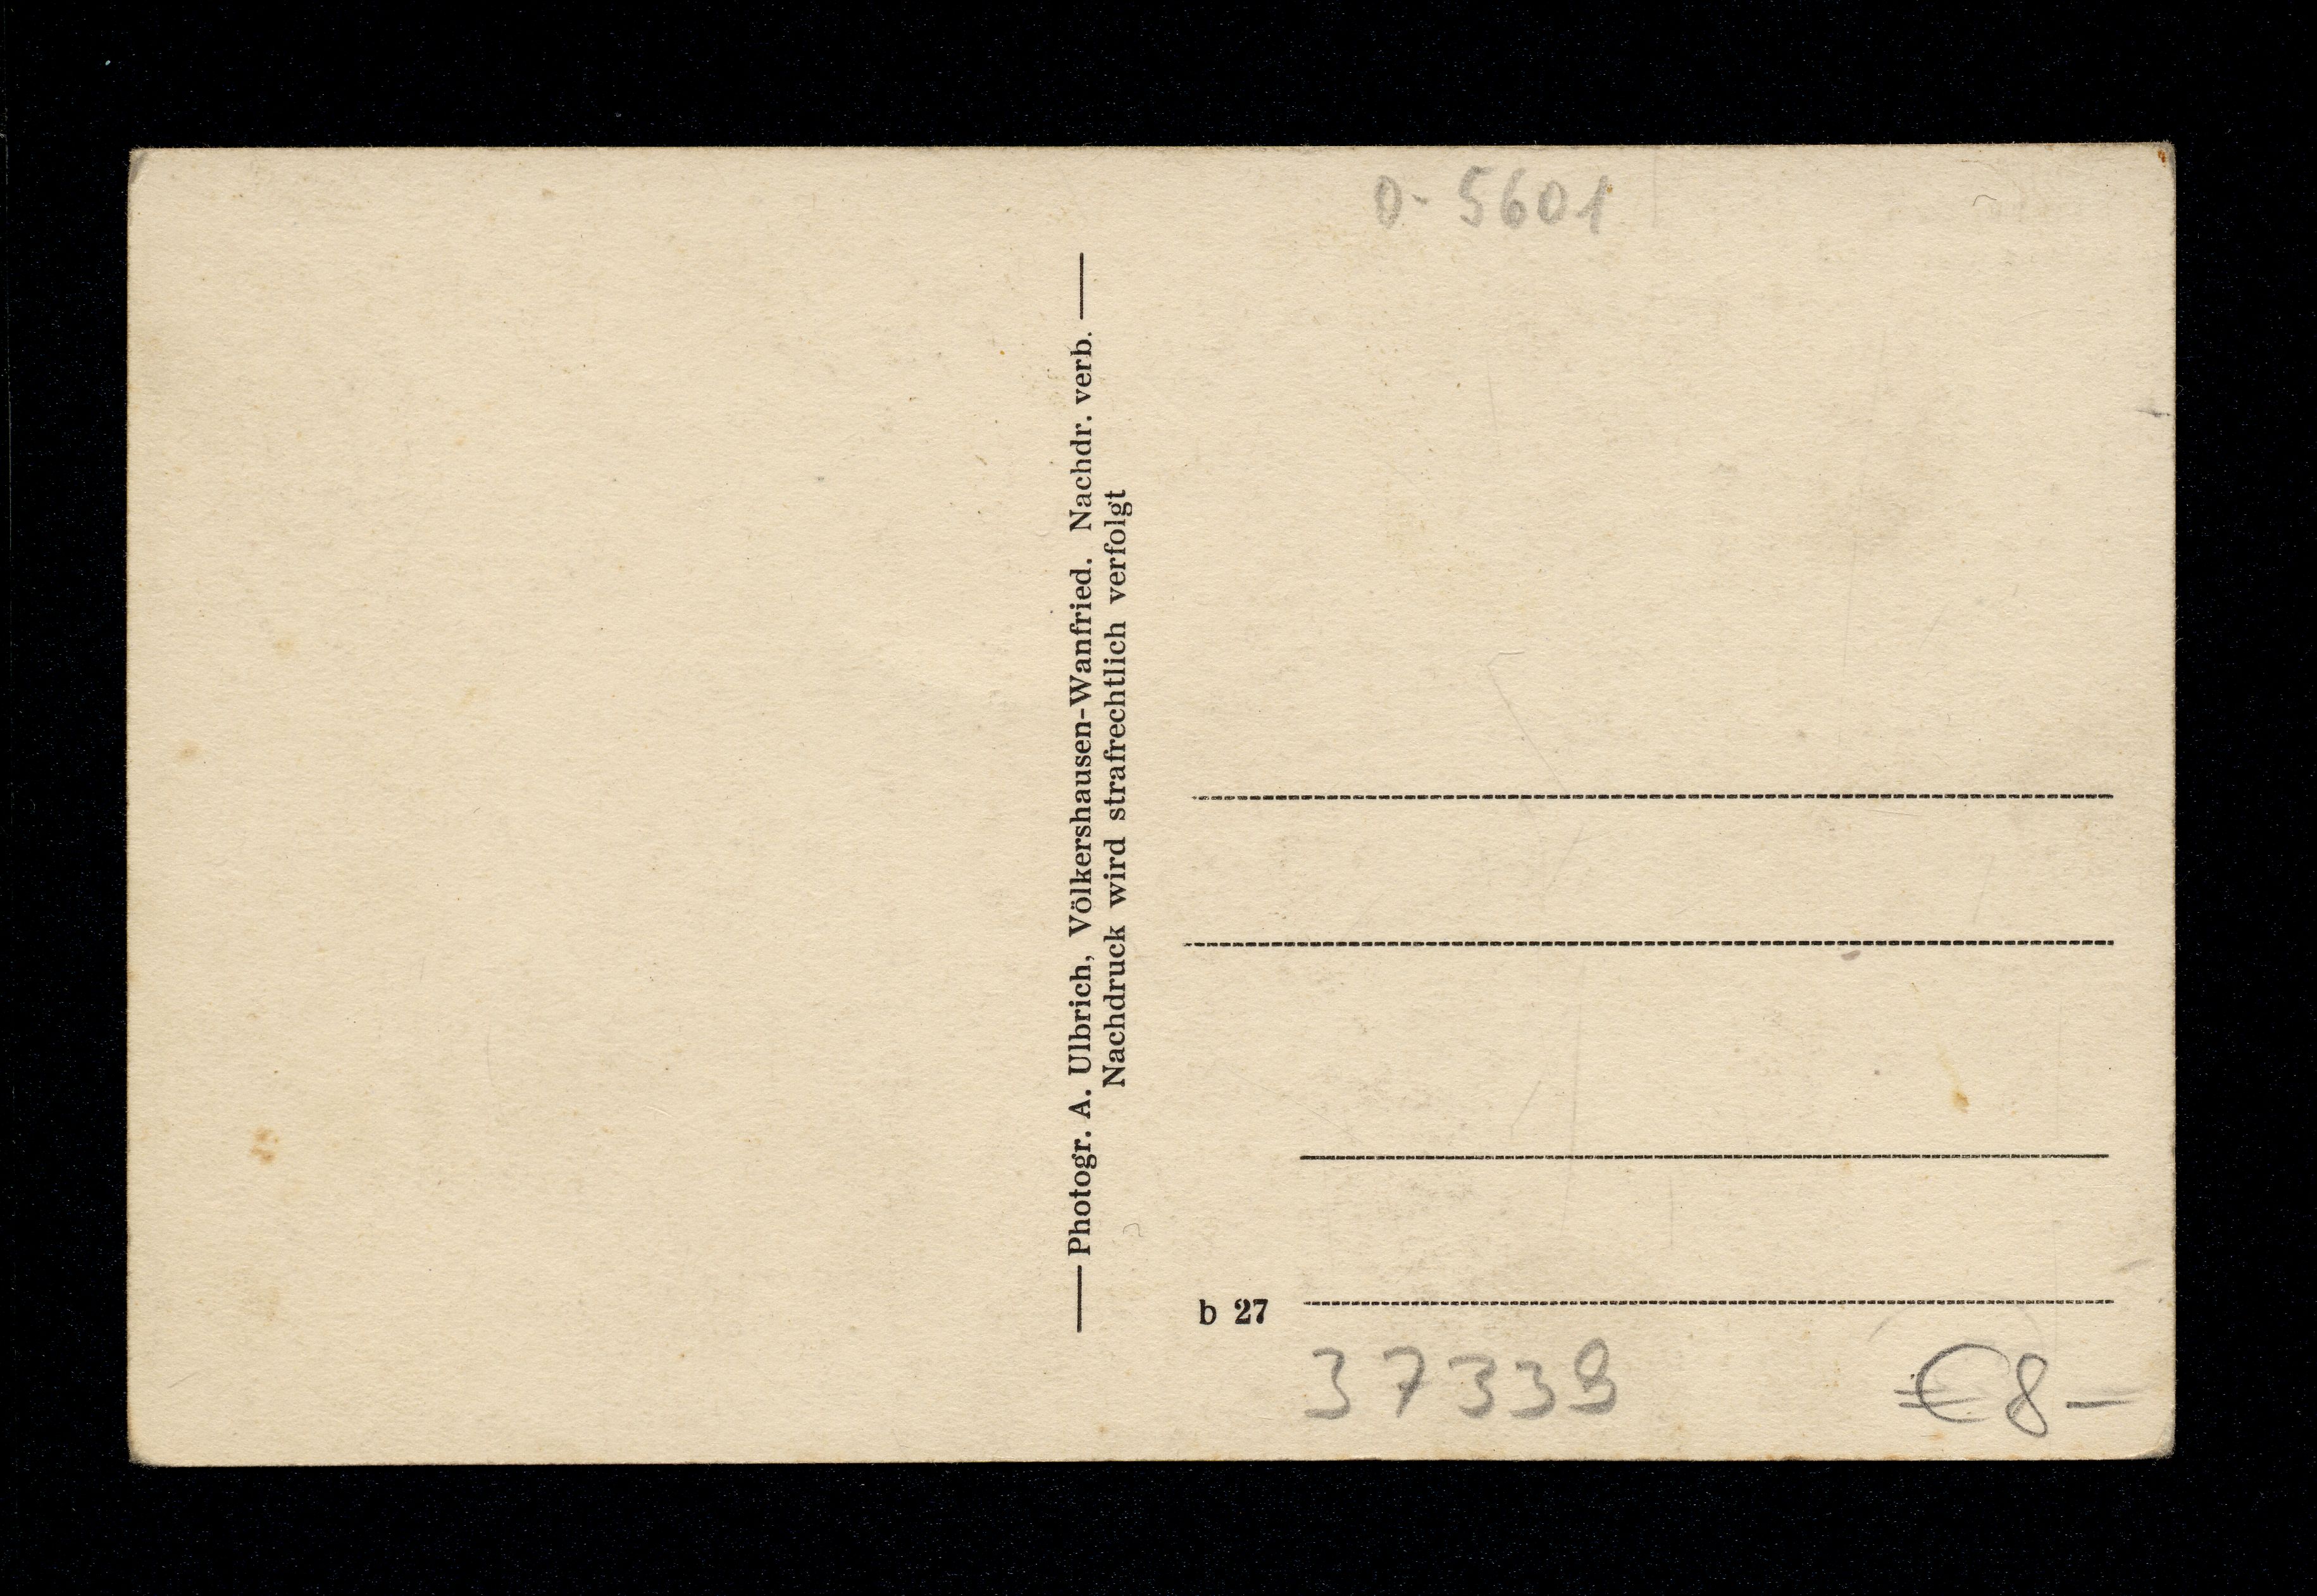 0- 5601
Photogr. A. Ulbrich, Völkershausen-Wanfried. Nachdr. verb.
Nachdruck wird strafrechtlich verfolgt
b 27
37339
€8-